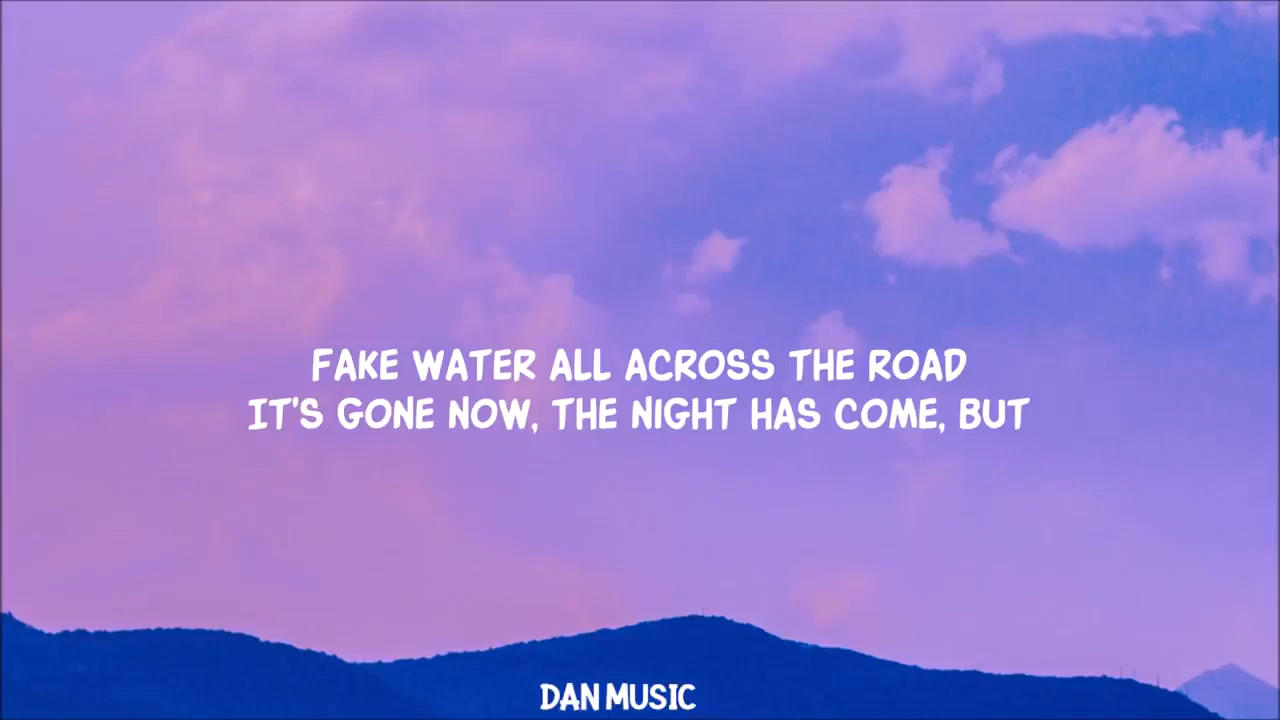 FAKE WATER ALL ACROSS THE ROAD
IT'S GONE NOW, THE NIGHT HAS COME, BUT
DAN MUSIC